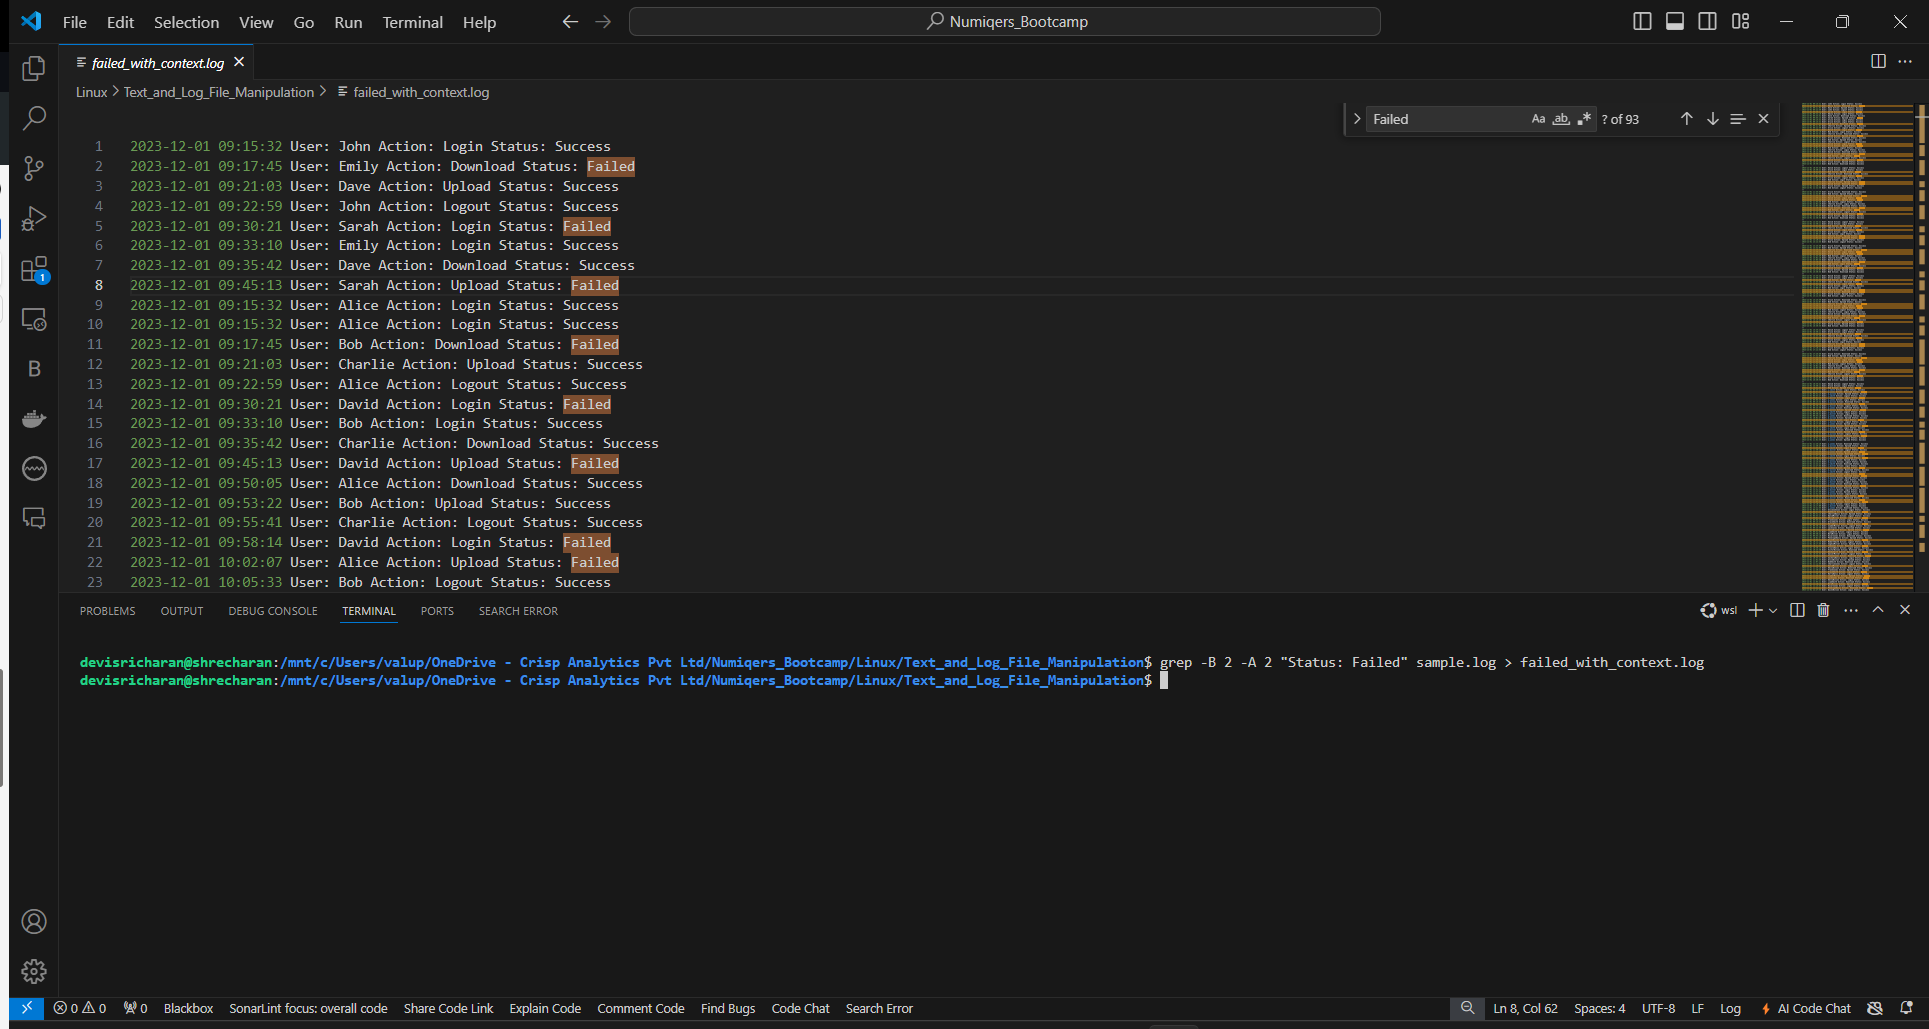 File Edit Selection View Go Run Terminal Help
Numiqers_Bootcamp
failed_with_context.log
Linux > Text_and_Log_File_Manipulation > failed_with_context.log
Failed Aa ab ? of 93
1 2023-12-01 09:15:32 User: John Action: Login Status: Success
2 2023-12-01 09:17:45 User: Emily Action: Download Status: Failed
3 2023-12-01 09:21:03 User: Dave Action: Upload Status: Success
4 2023-12-01 09:22:59 User: John Action: Logout Status: Success
5 2023-12-01 09:30:21 User: Sarah Action: Login Status: Failed
6 2023-12-01 09:33:10 User: Emily Action: Login Status: Success
7 2023-12-01 09:35:42 User: Dave Action: Download Status: Success
8 2023-12-01 09:45:13 User: Sarah Action: Upload Status: Failed
9 2023-12-01 09:15:32 User: Alice Action: Login Status: Success
10 2023-12-01 09:15:32 User: Alice Action: Login Status: Success
11 2023-12-01 09:17:45 User: Bob Action: Download Status: Failed
12 2023-12-01 09:21:03 User: Charlie Action: Upload Status: Success
13 2023-12-01 09:22:59 User: Alice Action: Logout Status: Success
14 2023-12-01 09:30:21 User: David Action: Login Status: Failed
15 2023-12-01 09:33:10 User: Bob Action: Login Status: Success
16 2023-12-01 09:35:42 User: Charlie Action: Download Status: Success
17 2023-12-01 09:45:13 User: David Action: Upload Status: Failed
18 2023-12-01 09:50:05 User: Alice Action: Download Status: Success
19 2023-12-01 09:53:22 User: Bob Action: Upload Status: Success
20 2023-12-01 09:55:41 User: Charlie Action: Logout Status: Success
21 2023-12-01 09:58:14 User: David Action: Login Status: Failed
22 2023-12-01 10:02:07 User: Alice Action: Upload Status: Failed
23 2023-12-01 10:05:33 User: Bob Action: Logout Status: Success
1
B
PROBLEMS OUTPUT DEBUG CONSOLE TERMINAL PORTS SEARCH ERROR wsl
devisricharan@shrecharan:/mnt/c/Users/valup/OneDrive - Crisp Analytics Pvt Ltd/Numiqers_Bootcamp/Linux/Text_and_Log_File_Manipulation$ grep -B 2 -A 2 "Status: Failed" sample.log > failed_with_context.log
devisricharan@shrecharan:/mnt/c/Users/valup/OneDrive - Crisp Analytics Pvt Ltd/Numiqers_Bootcamp/Linux/Text_and_Log_File_Manipulation$
0 0 0 Blackbox SonarLint focus: overall code Share Code Link Explain Code Comment Code Find Bugs Code Chat Search Error Ln 8, Col 62 Spaces: 4 UTF-8 LF Log AI Code Chat